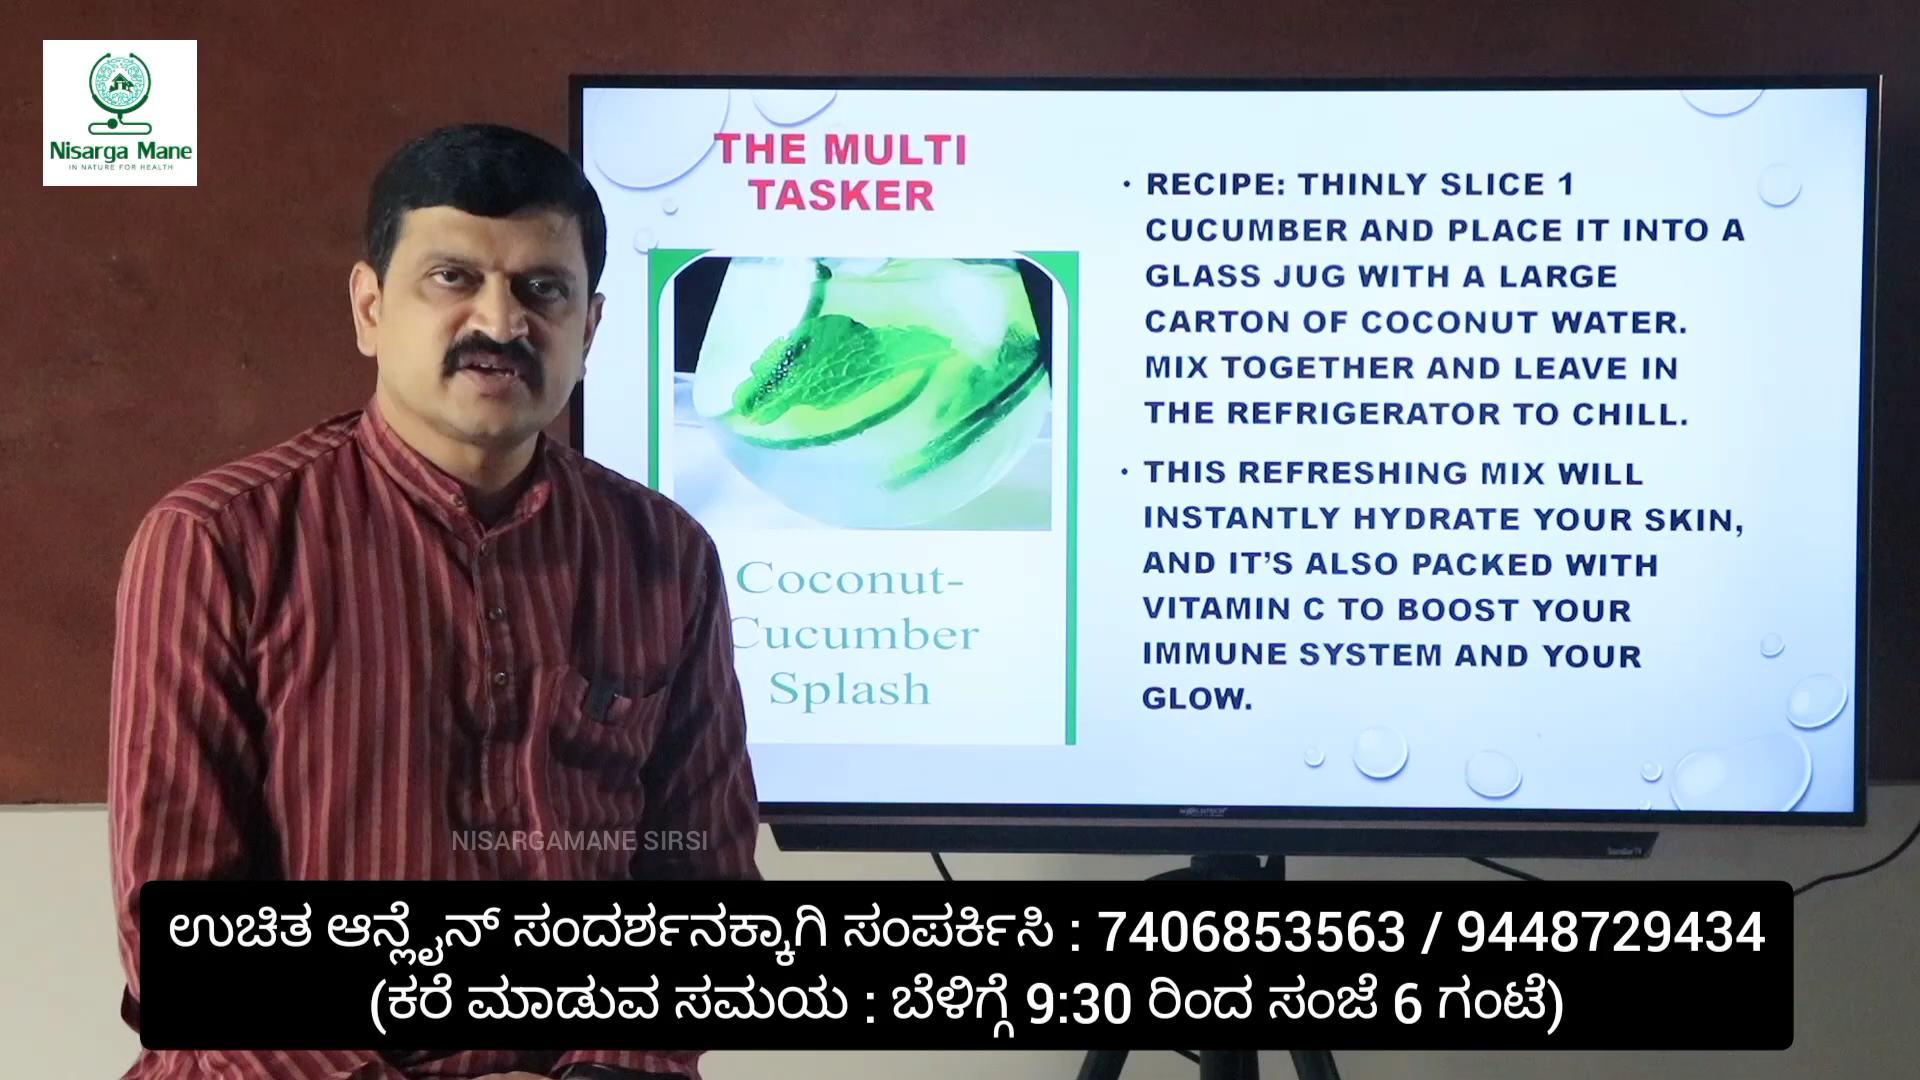 Nisarga Mane
IN NATURE FOR HEALTH
THE MULTI
TASKER
Coconut-
Cucumber
Splash
• RECIPE: THINLY SLICE 1
CUCUMBER AND PLACE IT INTO A
GLASS JUG WITH A LARGE
CARTON OF COCONUT WATER.
MIX TOGETHER AND LEAVE IN
THE REFRIGERATOR TO CHILL.
• THIS REFRESHING MIX WILL
INSTANTLY HYDRATE YOUR SKIN,
AND IT’S ALSO PACKED WITH
VITAMIN C TO BOOST YOUR
IMMUNE SYSTEM AND YOUR
GLOW.
NISARGAMANE SIRSI
ಉಚಿತ ಆನ್ಲೈನ್ ಸಂದರ್ಶನಕ್ಕಾಗಿ ಸಂಪರ್ಕಿಸಿ : 7406853563 / 9448729434
(ಕರೆ ಮಾಡುವ ಸಮಯ : ಬೆಳಿಗ್ಗೆ 9:30 ರಿಂದ ಸಂಜೆ 6 ಗಂಟೆ)